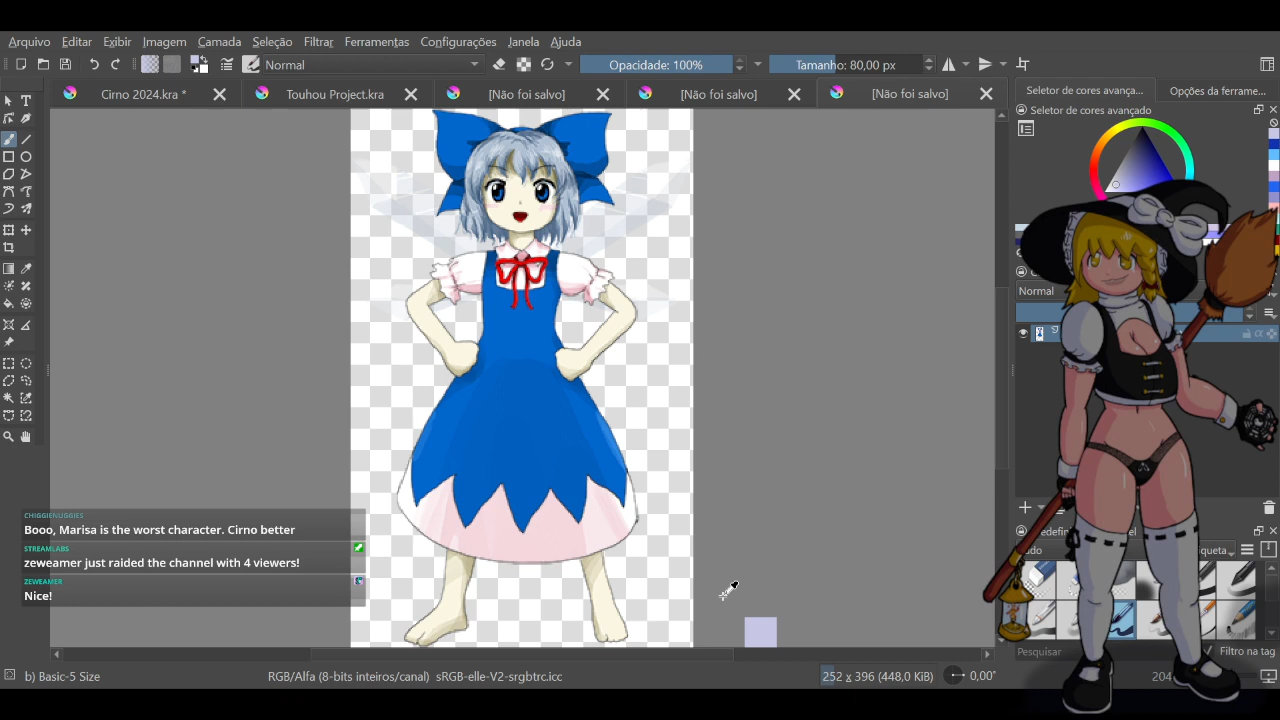 Arquivo Editar Exibir Imagem Camada Seleção Filtrar Ferramentas Configurações Janela Ajuda
Normal Opacidade: 100% Tamanho: 80,00 px
Cirno 2024.kra * Touhou Project.kra [Não foi salvo] [Não foi salvo] [Não foi salvo]
Seletor de cores avança... Opções da ferrame...
Seletor de cores avançado
Normal
CHIGGIENUGGIES
Booo, Marisa is the worst character. Cirno better
STREAMLABS
zeweamer just raided the channel with 4 viewers!
ZEWEAMER
Nice!
Pesquisar Filtro na tag
b) Basic-5 Size RGB/Alfa (8-bits inteiros/canal) sRGB-elle-V2-srgbtrc.icc 252 x 396 (448,0 KiB) 0,00° 204